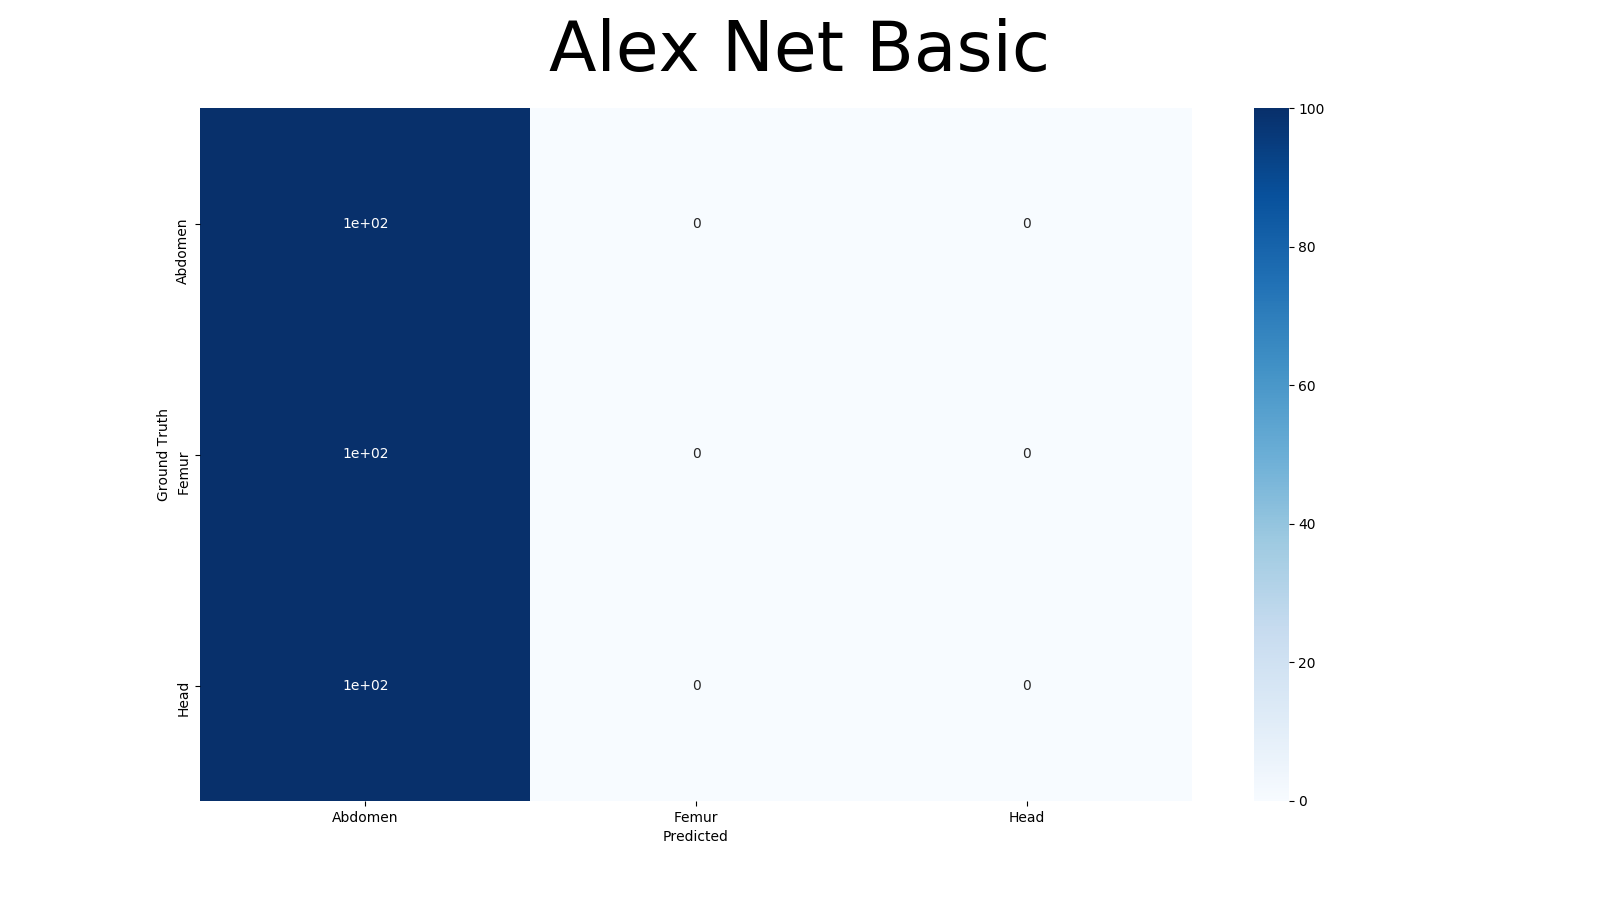 Alex Net Basic
Ground Truth
Abdomen
1e+02 0 0
Femur
1e+02 0 0
Head
1e+02 0 0
Abdomen Femur Head
Predicted
100
80
60
40
20
0